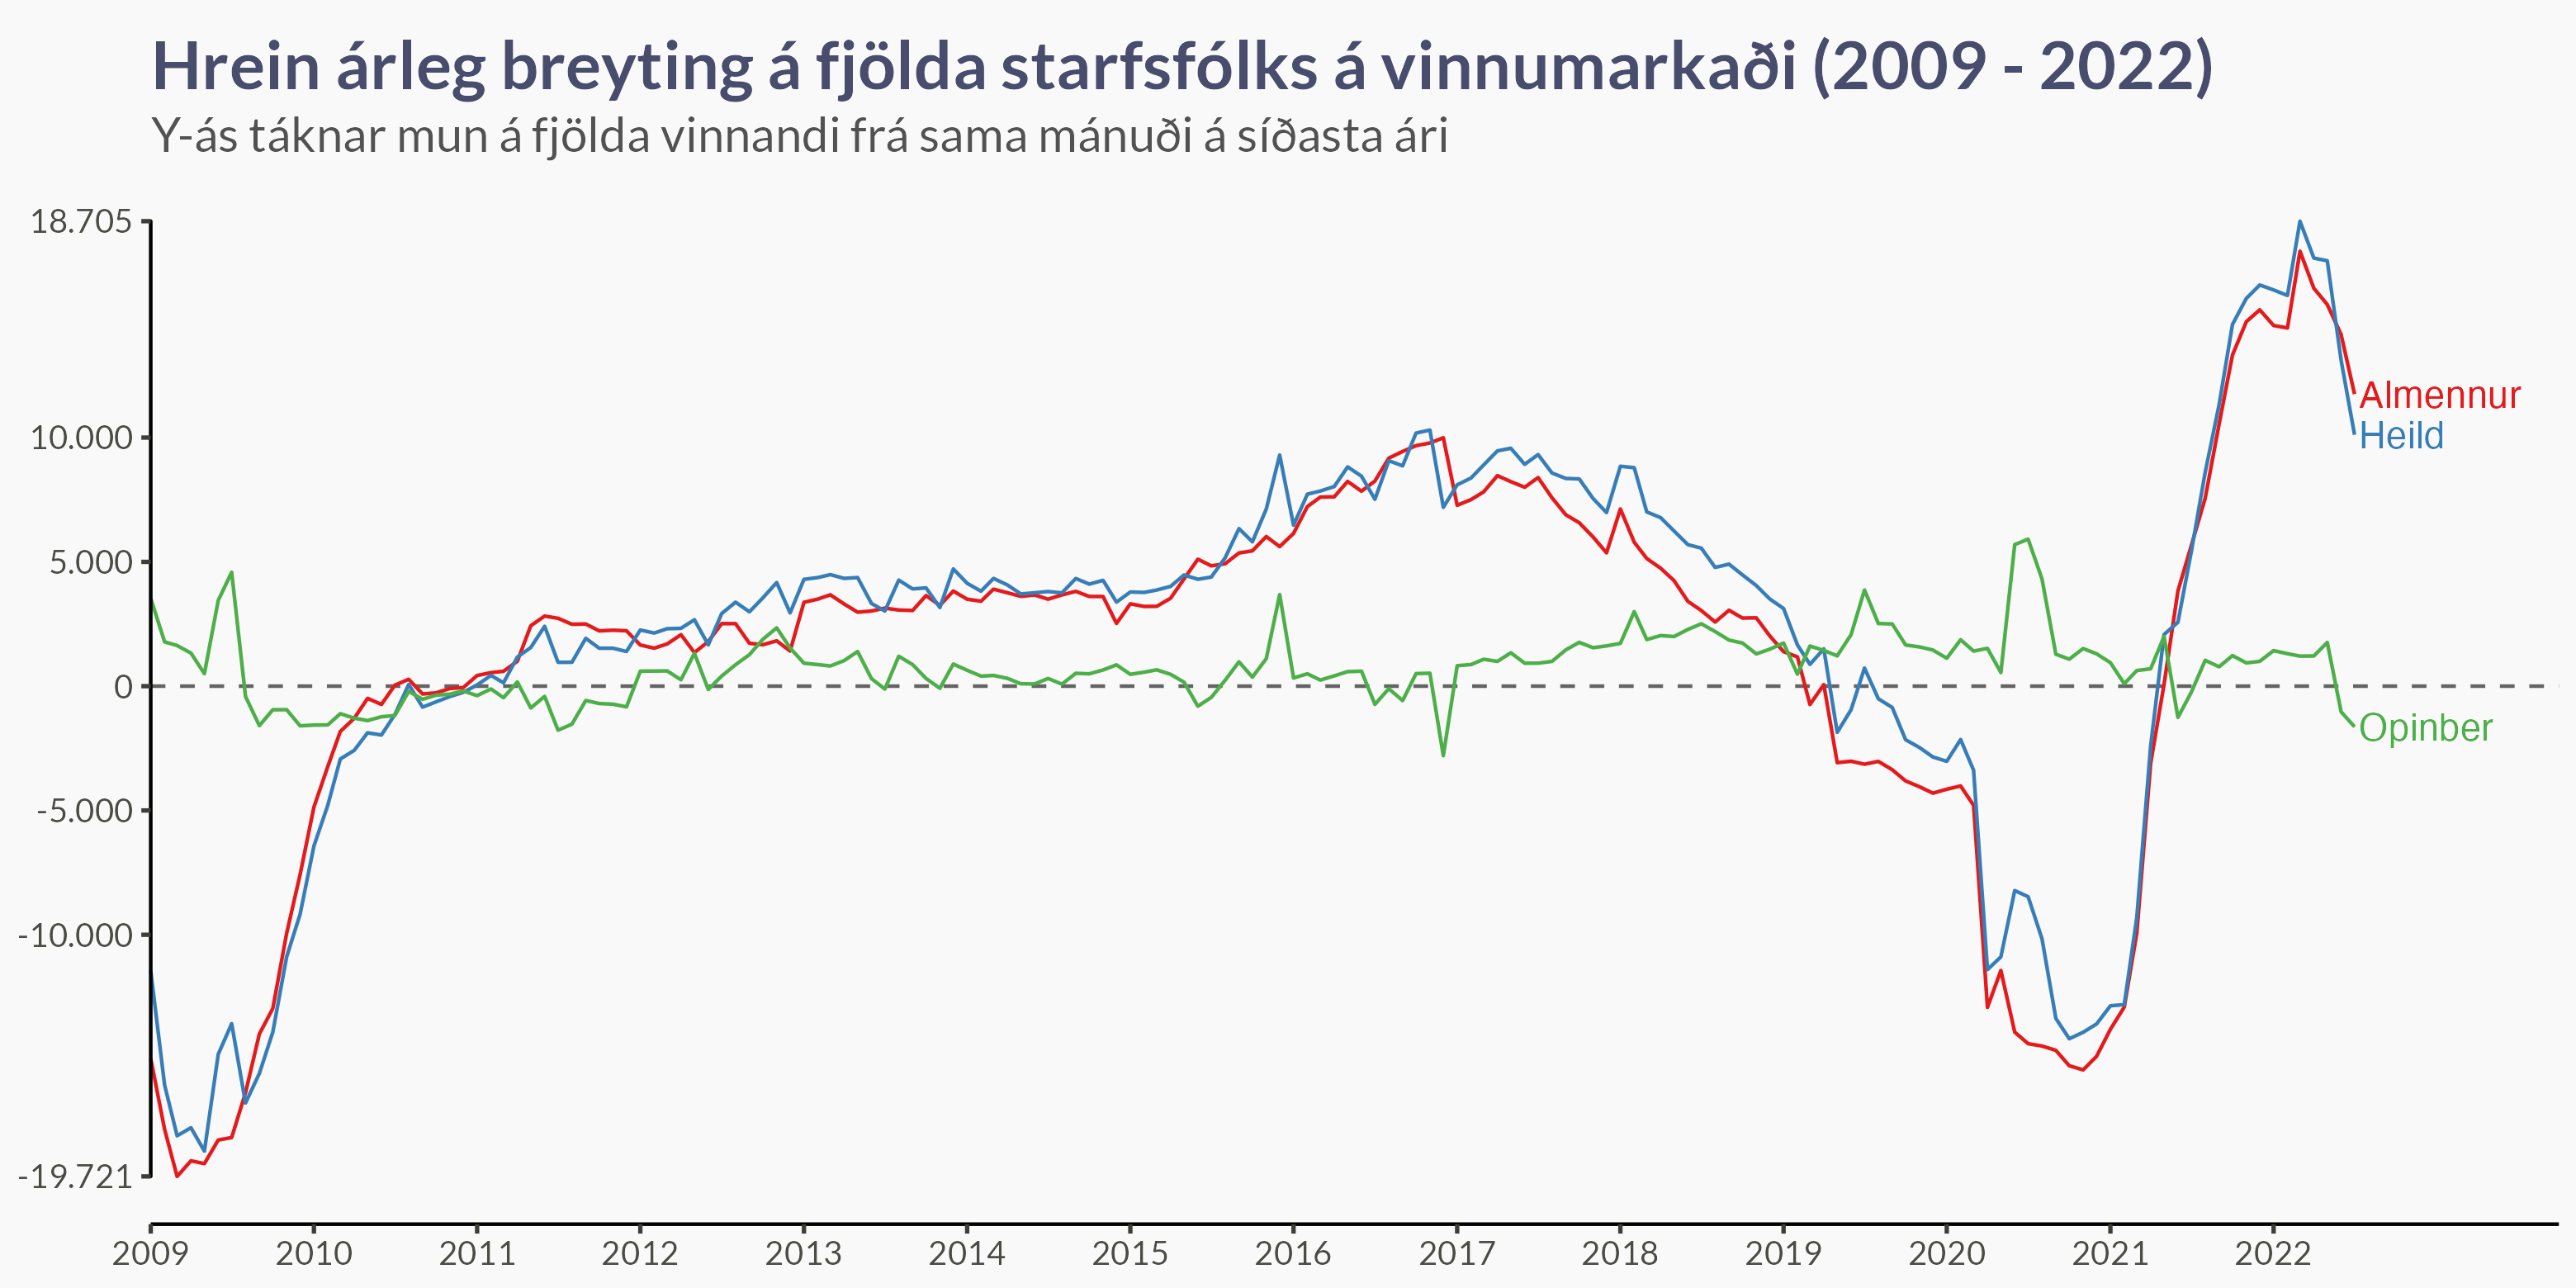 Hrein árleg breyting á fjölda starfsfólks á vinnumarkaði (2009 - 2022)
Y-ás táknar mun á fjölda vinnandi frá sama mánuði á síðasta ári
18.705
10.000
5.000
0
-5.000
-10.000
-19.721
Almennur
Heild
Opinber
2009 2010 2011 2012 2013 2014 2015 2016 2017 2018 2019 2020 2021 2022